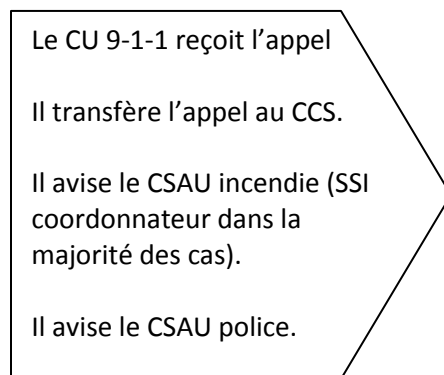 Le CU 9-1-1 reçoit l’appel
Il transfère l’appel au CCS.
Il avise le CSAU incendie (SSI
coordonnateur dans la
majorité des cas).
Il avise le CSAU police.